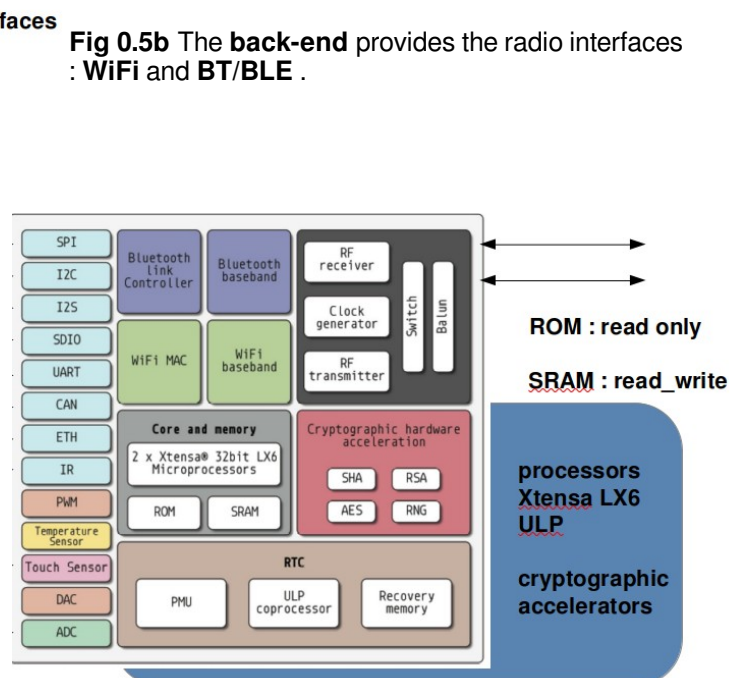 faces
Fig 0.5b The back-end provides the radio interfaces
: WiFi and BT/BLE .
SPI
I2C
I2S
SDIO
UART
CAN
ETH
IR
PWM
Temperature
Sensor
Touch Sensor
DAC
ADC
Bluetooth
link
Controller
Bluetooth
baseband
WiFi MAC
WiFi
baseband
RF
receiver
Clock
generator
RF
transmitter
Switch
Balun
Core and memory
2 x Xtensa® 32bit LX6
Microprocessors
ROM
SRAM
Cryptographic hardware
acceleration
SHA
RSA
AES
RNG
RTC
PMU
ULP
coprocessor
Recovery
memory
ROM : read only
SRAM : read_write
processors
Xtensa LX6
ULP
cryptographic
accelerators